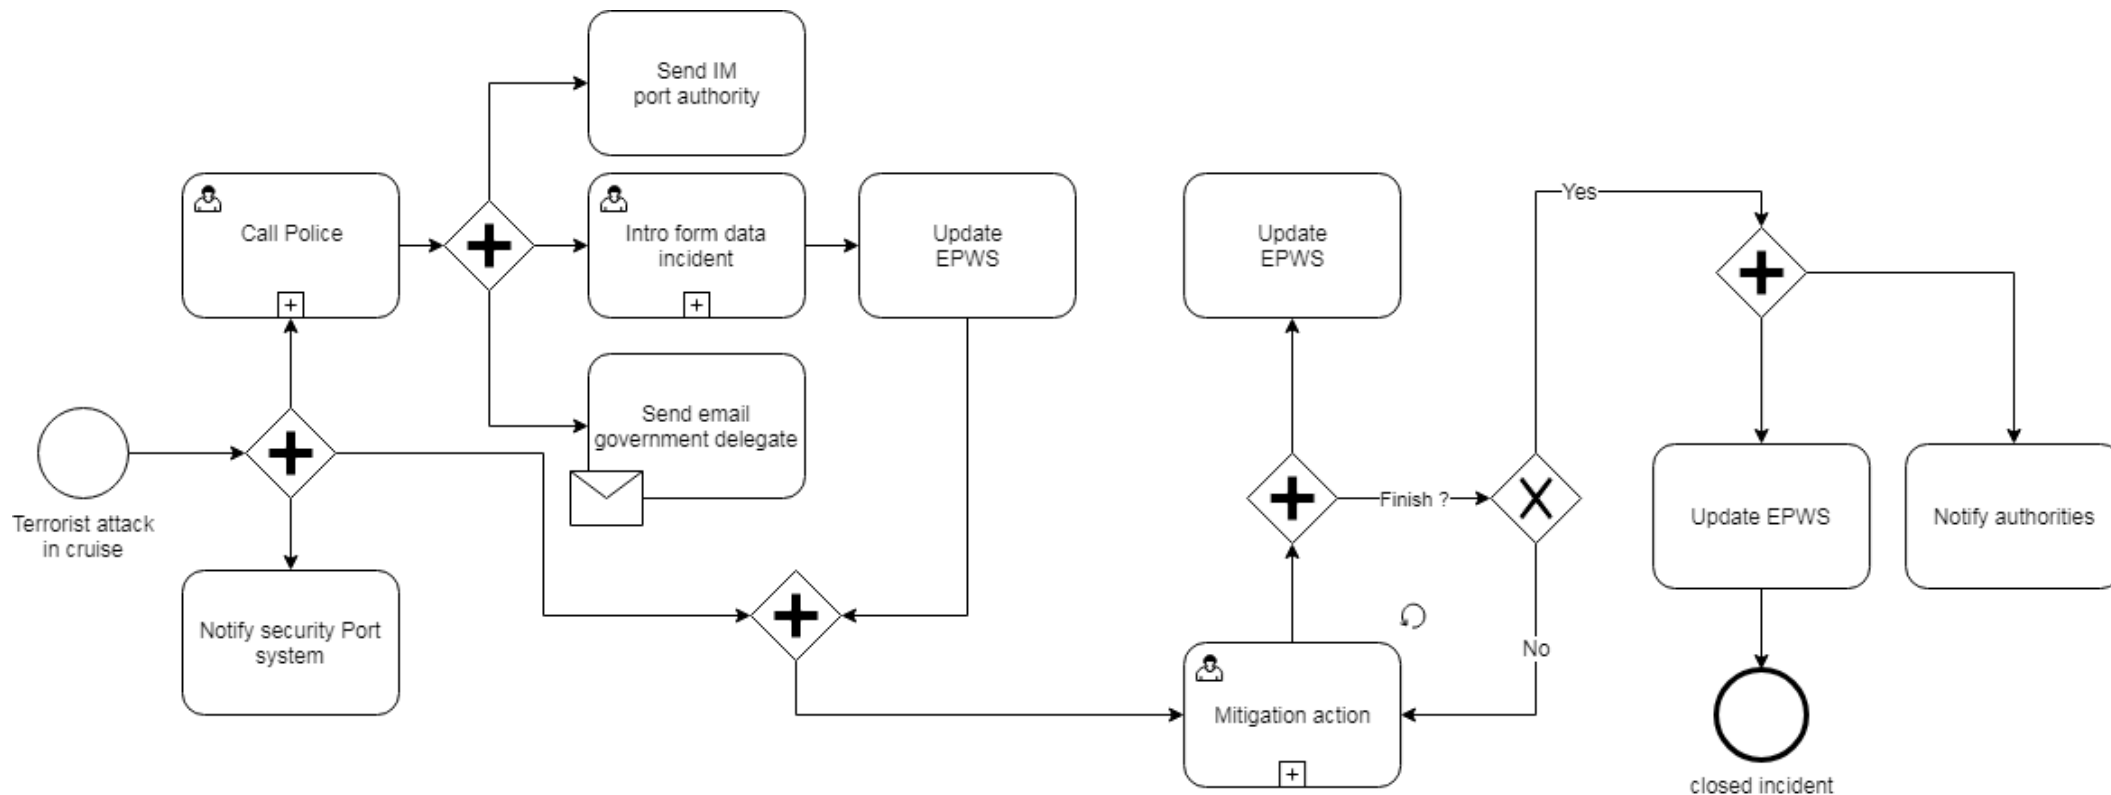 Send IM
port authority
Call Police
Intro form data
incident
Update
EPWS
Update
EPWS
Yes
Send email
government delegate
Terrorist attack
in cruise
Finish ?
Update EPWS
Notify authorities
Notify security Port
system
No
Mitigation action
closed incident